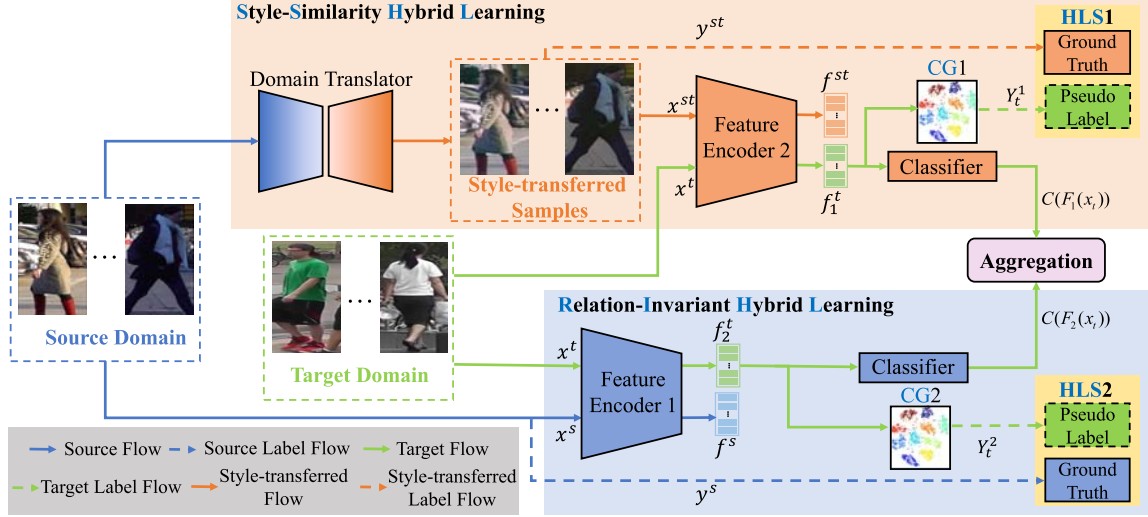 Style-Similarity Hybrid Learning
y^{st}
HLS1
Ground
Truth
Domain Translator
CG1
f^{st}
Y_t^1
Pseudo
Label
x^{st}
Feature
Encoder 2
...
Classifier
Style-transferred
Samples
x^t
f_1^t
C(F_1(x_t))
...
Source Domain
...
Target Domain
Aggregation
Relation-Invariant Hybrid Learning
C(F_2(x_t))
f_2^t
x^t
Feature
Encoder 1
Classifier
CG2
HLS2
Pseudo
Label
x^s
f^s
Y_t^2
Ground
Truth
y^s
Source Flow
Source Label Flow
Target Flow
Target Label Flow
Style-transferred
Flow
Style-transferred
Label Flow